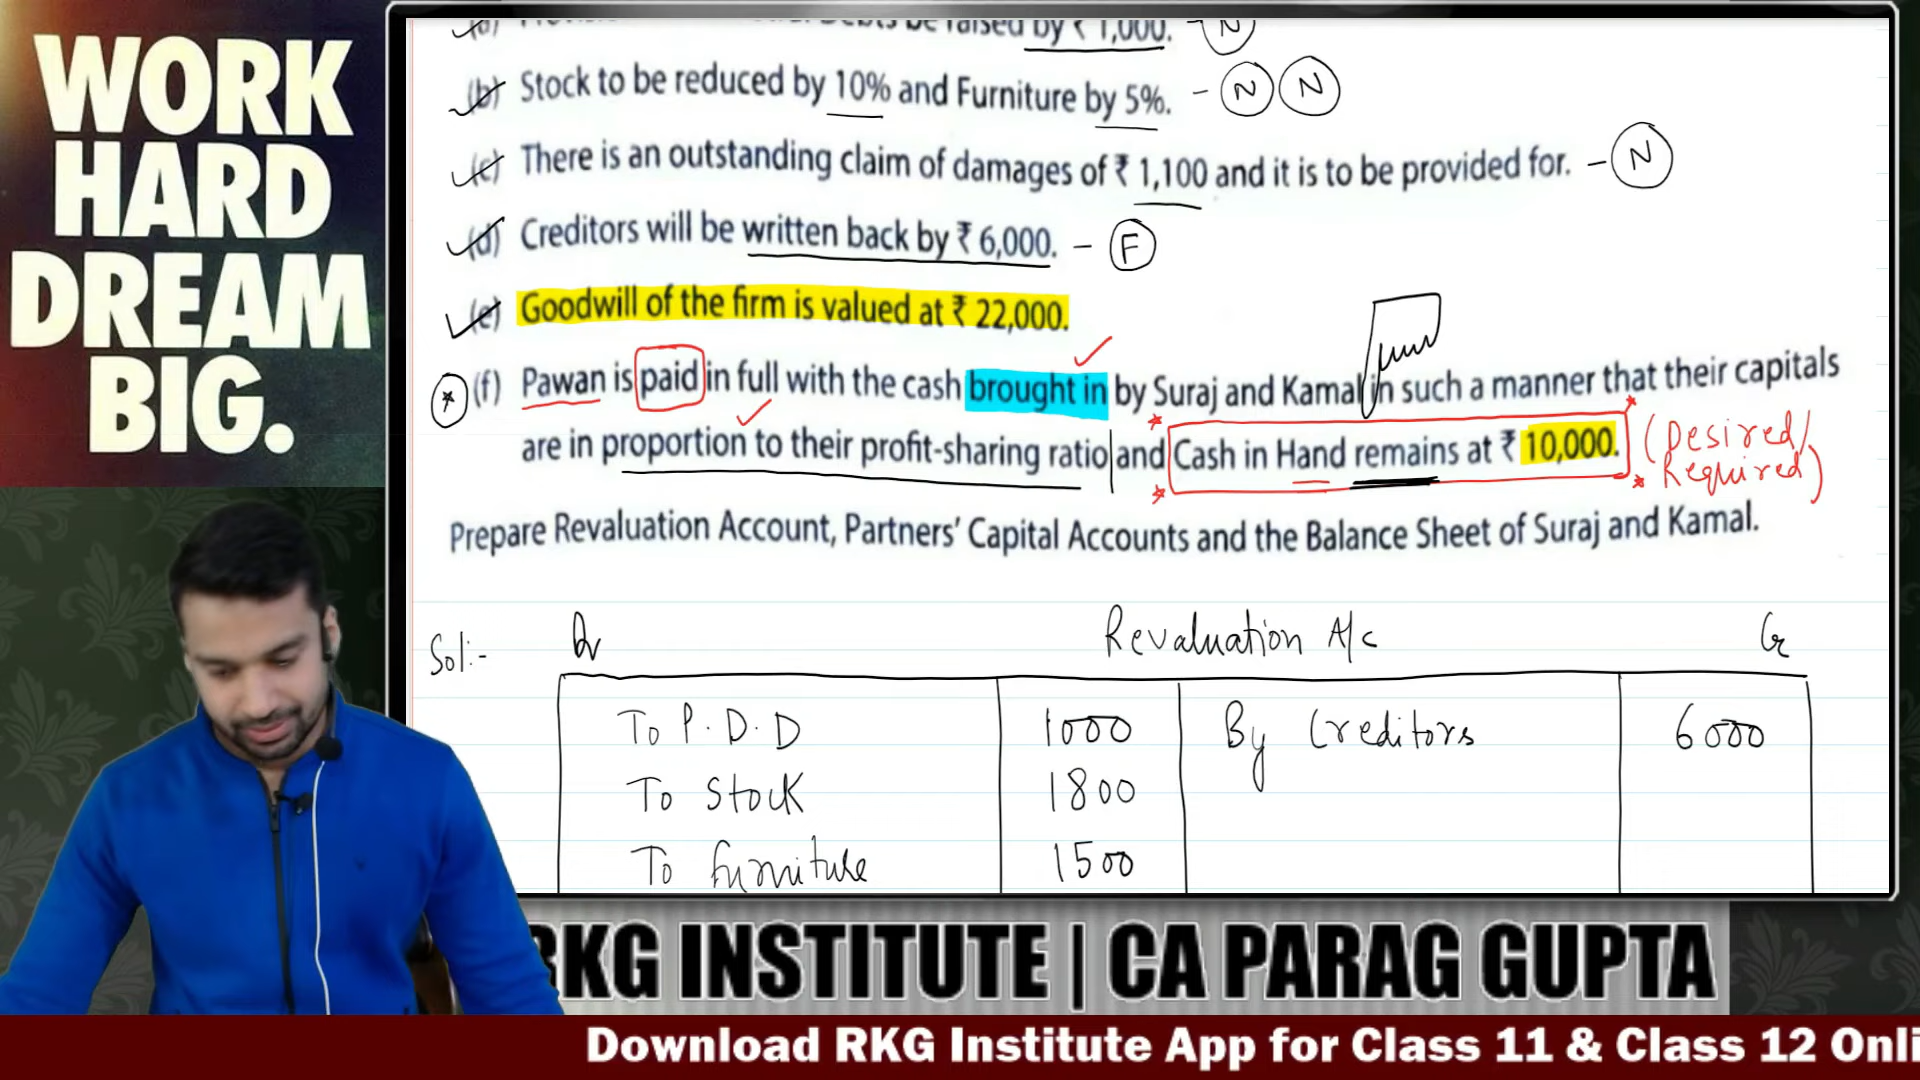 WORK
HARD
DREAM
BIG.
be raised by ₹ 1,000. - N
(b) Stock to be reduced by 10% and Furniture by 5%. - N N
(c) There is an outstanding claim of damages of ₹ 1,100 and it is to be provided for. - N
(d) Creditors will be written back by ₹ 6,000. - F
(e) Goodwill of the firm is valued at ₹ 22,000.
(f) Pawan is paid in full with the cash brought in by Suraj and Kamal in such a manner that their capitals
are in proportion to their profit-sharing ratio and Cash in Hand remains at ₹ 10,000. (Desired/
Required)
Prepare Revaluation Account, Partners' Capital Accounts and the Balance Sheet of Suraj and Kamal.
Sol:- Dr Revaluation A/c Cr
To P.D.D 1000 By Creditors 6000
To Stock 1800
To furniture 1500
RKG INSTITUTE | CA PARAG GUPTA
Download RKG Institute App for Class 11 & Class 12 Onli